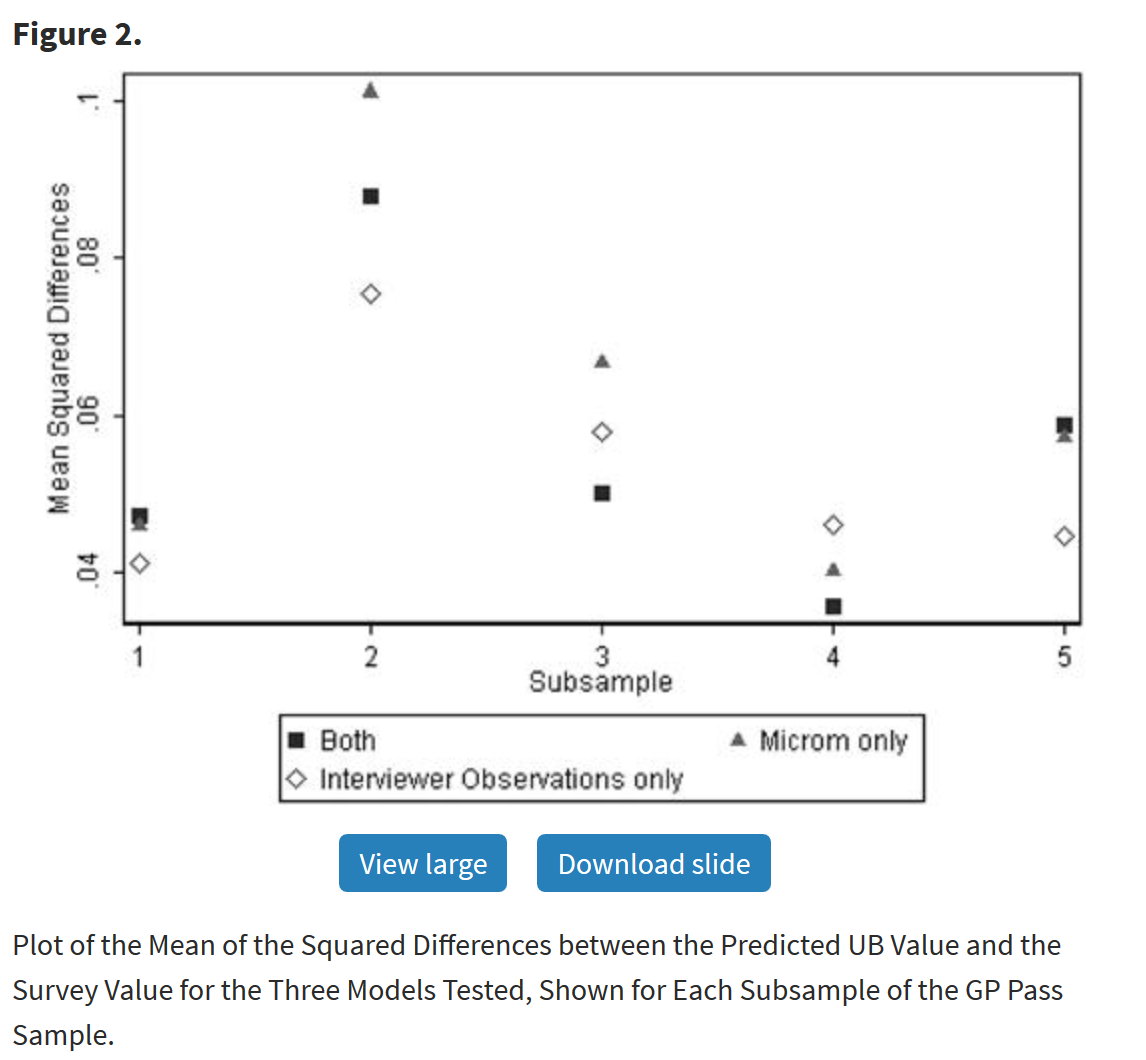 Figure 2.
.1
.08
.06
.04
Mean Squared Differences
1 2 3 4 5
Subsample
Both Microm only
Interviewer Observations only
View large Download slide
Plot of the Mean of the Squared Differences between the Predicted UB Value and the
Survey Value for the Three Models Tested, Shown for Each Subsample of the GP Pass
Sample.